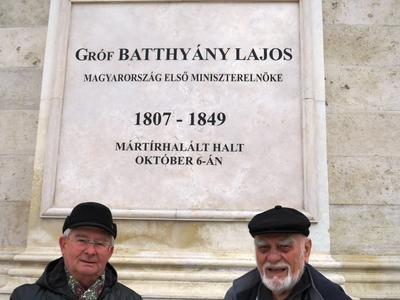 GRÓF BATTHYÁNY LAJOS
MAGYARORSZÁG ELSŐ MINISZTERELNÖKE
1807 - 1849
MÁRTÍRHALÁLT HALT
OKTÓBER 6-ÁN